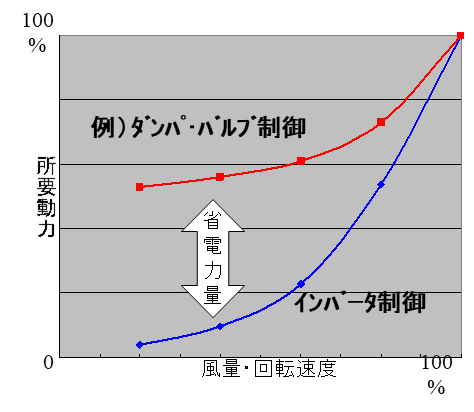 100
%
例）ﾀﾞﾝﾊﾟ・ﾊﾞﾙﾌﾞ制御
所要動力
省電力量
ｲﾝﾊﾞｰﾀ制御
0
風量・回転速度
100
%